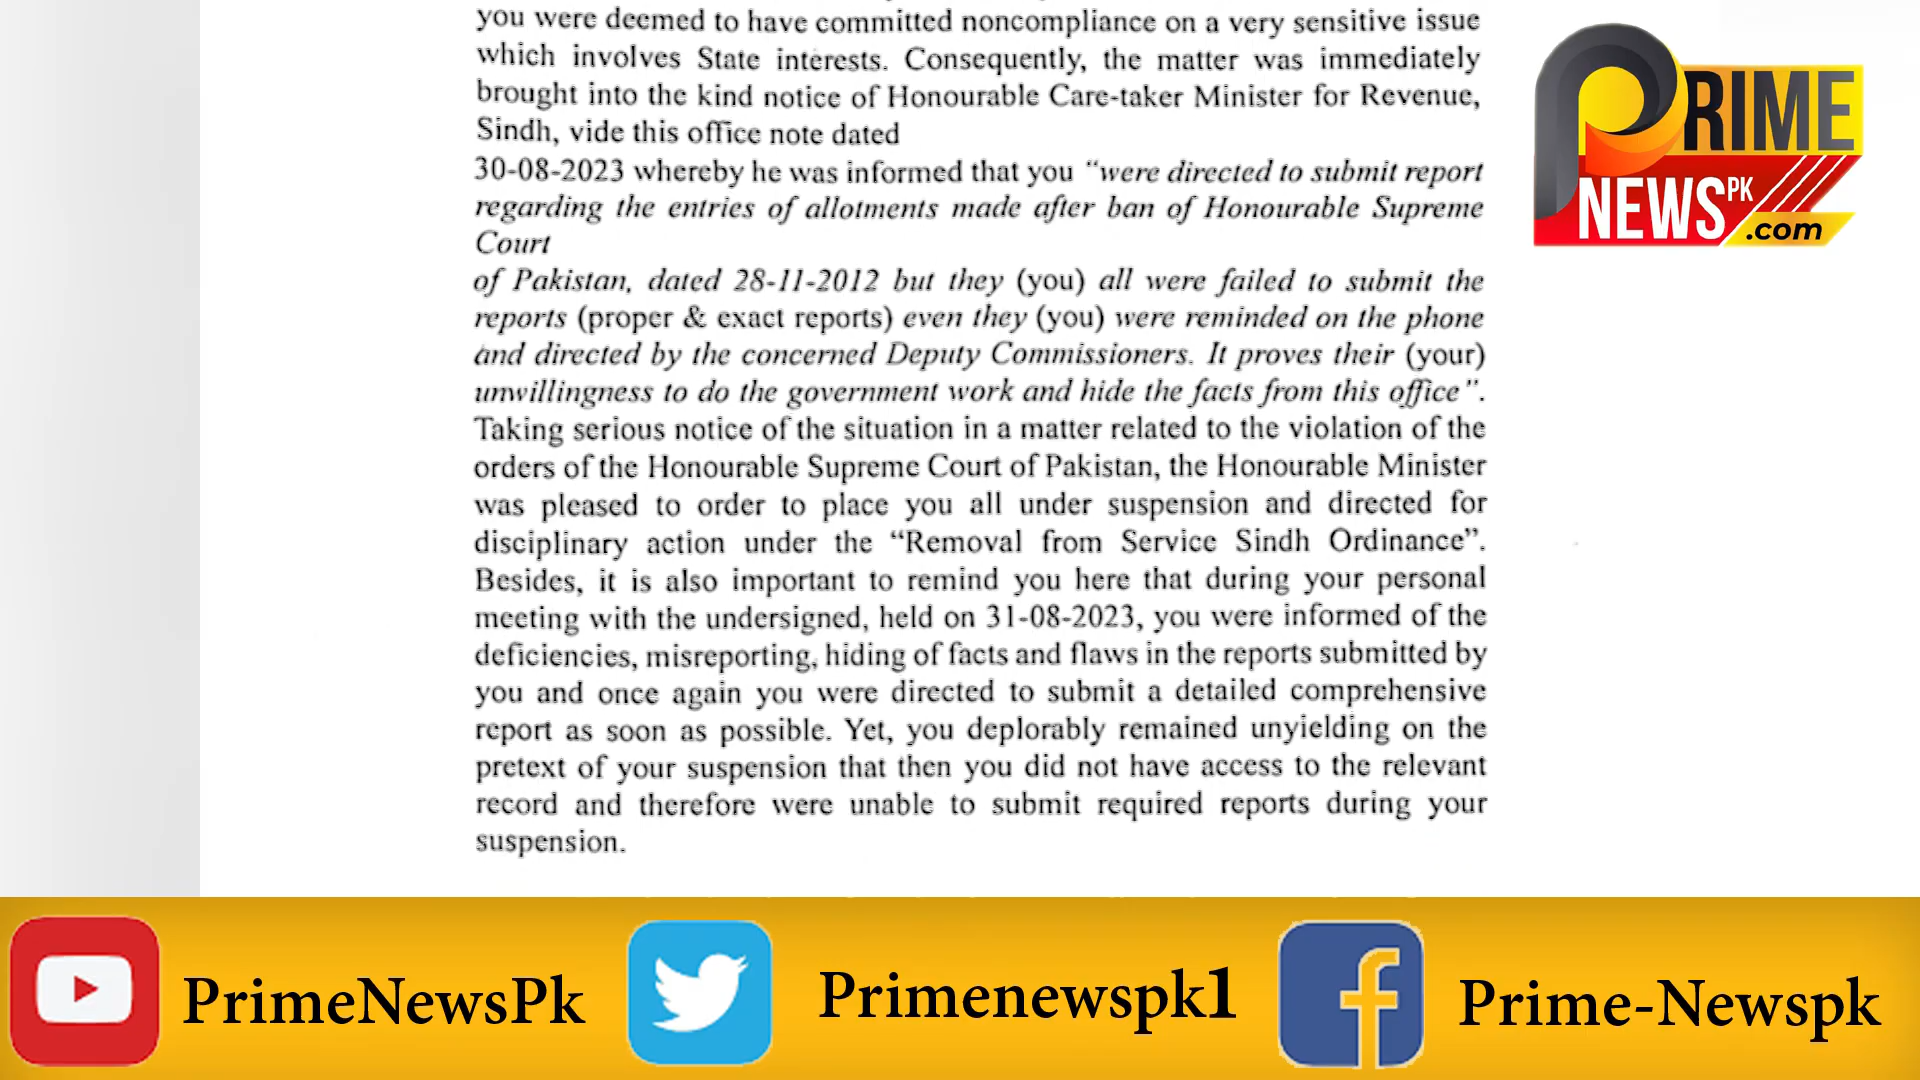 you were deemed to have committed noncompliance on a very sensitive issue
which involves State interests. Consequently, the matter was immediately
brought into the kind notice of Honourable Care-taker Minister for Revenue,
Sindh, vide this office note dated
30-08-2023 whereby he was informed that you "were directed to submit report
regarding the entries of allotments made after ban of Honourable Supreme
Court
of Pakistan, dated 28-11-2012 but they (you) all were failed to submit the
reports (proper & exact reports) even they (you) were reminded on the phone
and directed by the concerned Deputy Commissioners. It proves their (your)
unwillingness to do the government work and hide the facts from this office".
Taking serious notice of the situation in a matter related to the violation of the
orders of the Honourable Supreme Court of Pakistan, the Honourable Minister
was pleased to order to place you all under suspension and directed for
disciplinary action under the “Removal from Service Sindh Ordinance”.
Besides, it is also important to remind you here that during your personal
meeting with the undersigned, held on 31-08-2023, you were informed of the
deficiencies, misreporting, hiding of facts and flaws in the reports submitted by
you and once again you were directed to submit a detailed comprehensive
report as soon as possible. Yet, you deplorably remained unyielding on the
pretext of your suspension that then you did not have access to the relevant
record and therefore were unable to submit required reports during your
suspension.
PRIME
NEWS PK
.com
PrimeNewsPk
Primenewspk1
Prime-Newspk